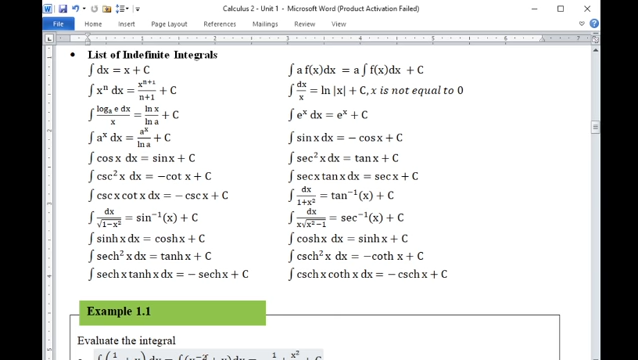 Calculus 2 - Unit 1 - Microsoft Word (Product Activation Failed)
File Home Insert Page Layout References Mailings Review View
• List of Indefinite Integrals
∫ dx = x + C
∫ a f(x)dx = a ∫ f(x)dx + C
∫ xⁿ dx = xⁿ⁺¹/n+1 + C
∫ dx/x = ln |x| + C, x is not equal to 0
∫ logₐ e dx/x = ln x/ln a + C
∫ eˣ dx = eˣ + C
∫ aˣ dx = aˣ/ln a + C
∫ sin x dx = − cos x + C
∫ cos x dx = sin x + C
∫ sec² x dx = tan x + C
∫ csc² x dx = −cot x + C
∫ sec x tan x dx = sec x + C
∫ csc x cot x dx = − csc x + C
∫ dx/1+x² = tan⁻¹(x) + C
∫ dx/√1−x² = sin⁻¹(x) + C
∫ dx/x√x²−1 = sec⁻¹(x) + C
∫ sinh x dx = cosh x + C
∫ cosh x dx = sinh x + C
∫ sech² x dx = tanh x + C
∫ csch² x dx = −coth x + C
∫ sech x tanh x dx = − sech x + C
∫ csch x coth x dx = − csch x + C
Example 1.1
Evaluate the integral